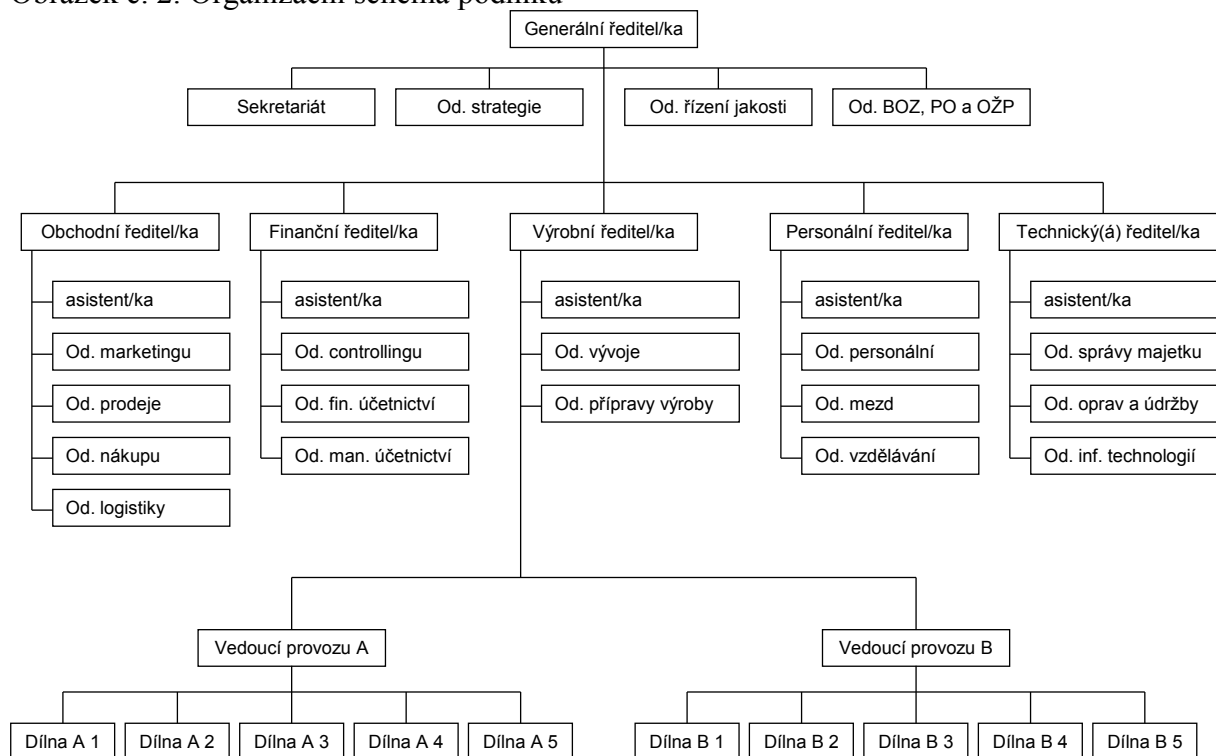 Obrázek č. 2: Organizační schéma podniku
Generální ředitel/ka
Sekretariát
Od. strategie
Od. řízení jakosti
Od. BOZ, PO a OŽP
Obchodní ředitel/ka
Finanční ředitel/ka
Výrobní ředitel/ka
Personální ředitel/ka
Technický(á) ředitel/ka
asistent/ka
asistent/ka
asistent/ka
asistent/ka
asistent/ka
Od. marketingu
Od. controllingu
Od. vývoje
Od. personální
Od. správy majetku
Od. prodeje
Od. fin. účetnictví
Od. přípravy výroby
Od. mezd
Od. oprav a údržby
Od. nákupu
Od. man. účetnictví
Od. vzdělávání
Od. inf. technologií
Od. logistiky
Vedoucí provozu A
Vedoucí provozu B
Dílna A 1
Dílna A 2
Dílna A 3
Dílna A 4
Dílna A 5
Dílna B 1
Dílna B 2
Dílna B 3
Dílna B 4
Dílna B 5